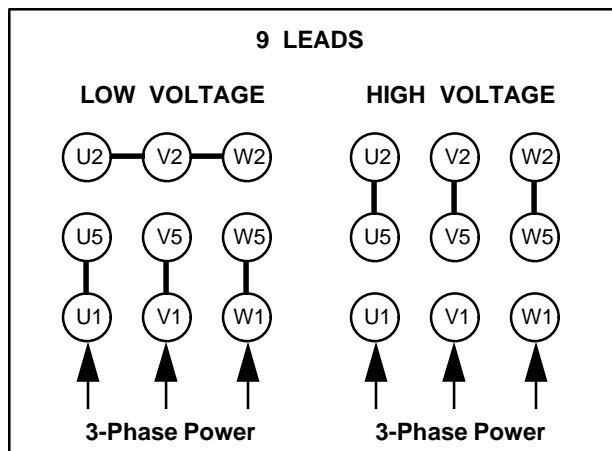 9 LEADS
LOW VOLTAGE HIGH VOLTAGE
U2 V2 W2 U2 V2 W2
U5 V5 W5 U5 V5 W5
U1 V1 W1 U1 V1 W1
3-Phase Power 3-Phase Power